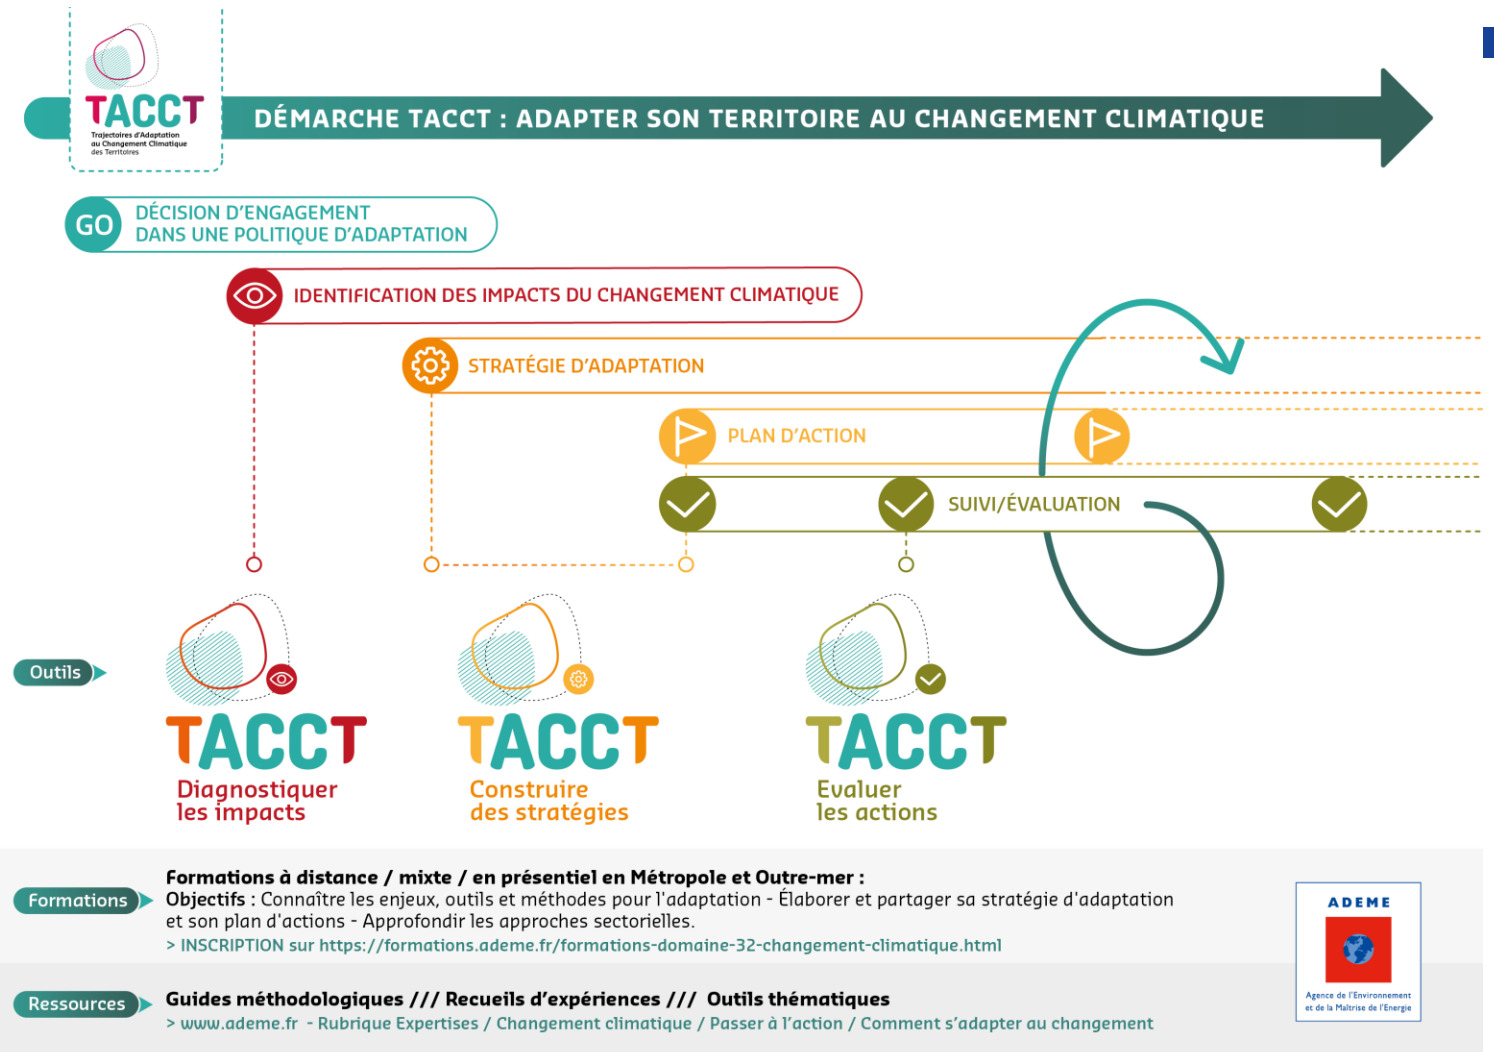 TACCT
Trajectoires d'Adaptation
au Changement Climatique
des Territoires
DÉMARCHE TACCT : ADAPTER SON TERRITOIRE AU CHANGEMENT CLIMATIQUE
GO
DÉCISION D'ENGAGEMENT
DANS UNE POLITIQUE D'ADAPTATION
IDENTIFICATION DES IMPACTS DU CHANGEMENT CLIMATIQUE
STRATÉGIE D'ADAPTATION
PLAN D'ACTION
SUIVI/ÉVALUATION
Outils
TACCT
Diagnostiquer
les impacts
TACCT
Construire
des stratégies
TACCT
Evaluer
les actions
Formations
Formations à distance / mixte / en présentiel en Métropole et Outre-mer :
Objectifs : Connaître les enjeux, outils et méthodes pour l'adaptation - Élaborer et partager sa stratégie d'adaptation
et son plan d'actions - Approfondir les approches sectorielles.
> INSCRIPTION sur https://formations.ademe.fr/formations-domaine-32-changement-climatique.html
ADEME
Agence de l'Environnement
et de la Maîtrise de l'Energie
Ressources
Guides méthodologiques /// Recueils d'expériences /// Outils thématiques
> www.ademe.fr - Rubrique Expertises / Changement climatique / Passer à l'action / Comment s'adapter au changement